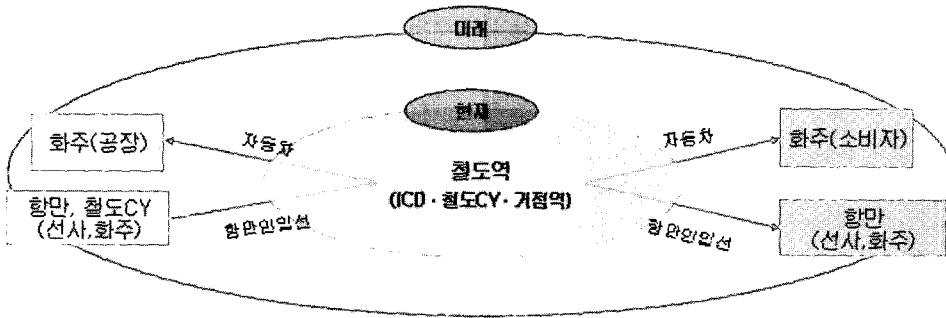 미래
현재
화주(공장)
자동차
자동차
화주(소비자)
철도역
(ICD · 철도CY · 거점역)
항만, 철도CY
(선사,화주)
항만인입선
항만인입선
항만
(선사,화주)